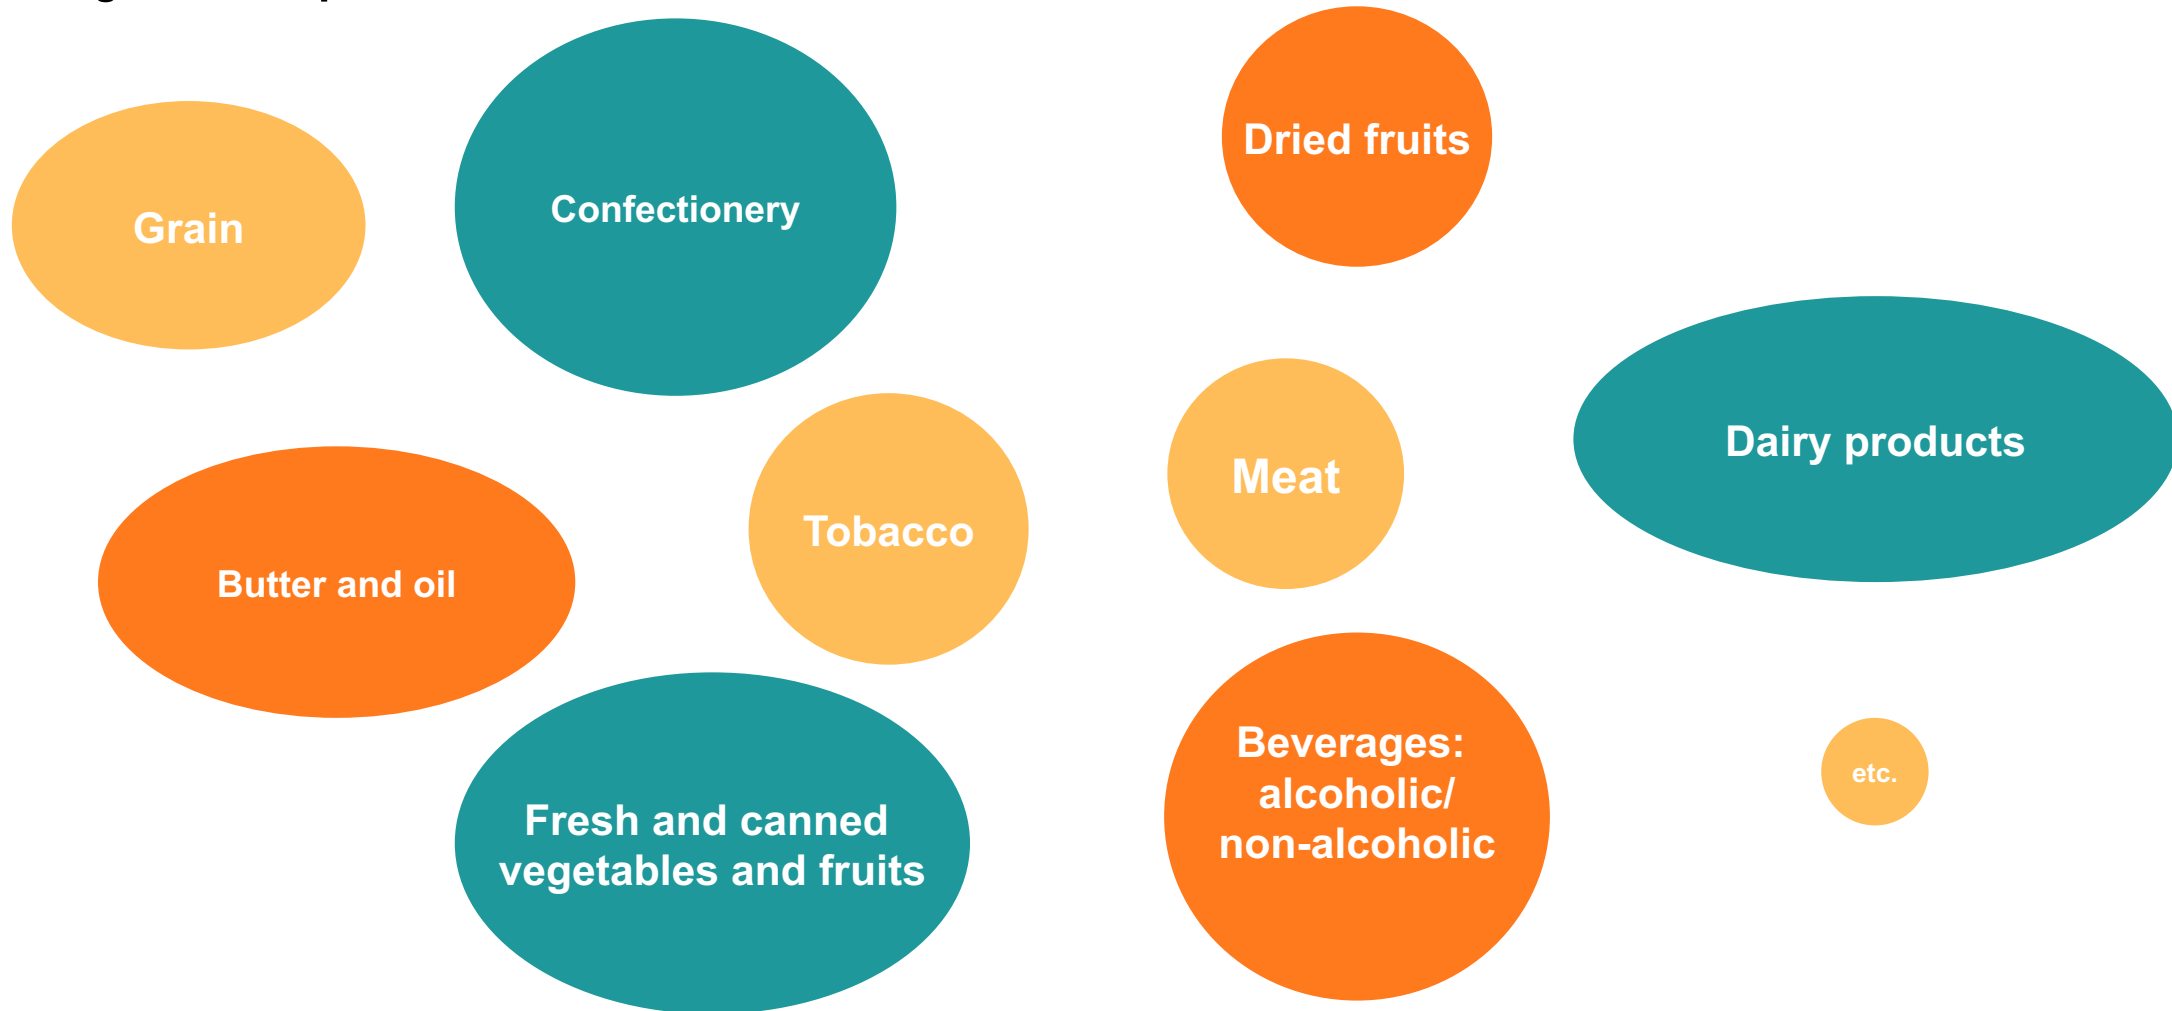 Grain
Confectionery
Dried fruits
Butter and oil
Tobacco
Meat
Dairy products
Fresh and canned
vegetables and fruits
Beverages:
alcoholic/
non-alcoholic
etc.